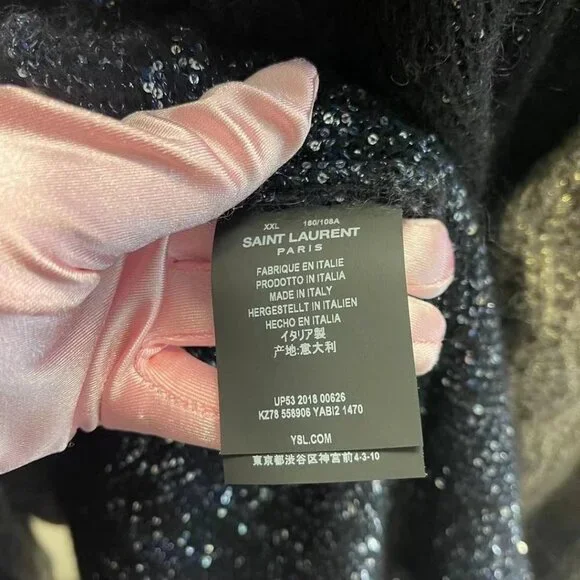 XXL 180/108A
SAINT LAURENT
PARIS
FABRIQUE EN ITALIE
PRODOTTO IN ITALIA
MADE IN ITALY
HERGESTELLT IN ITALIEN
HECHO EN ITALIA
イタリア製
产地:意大利
UP53 2018 00626
KZ78 558906 YABI2 1470
YSL.COM
東京都渋谷区神宮前4-3-10